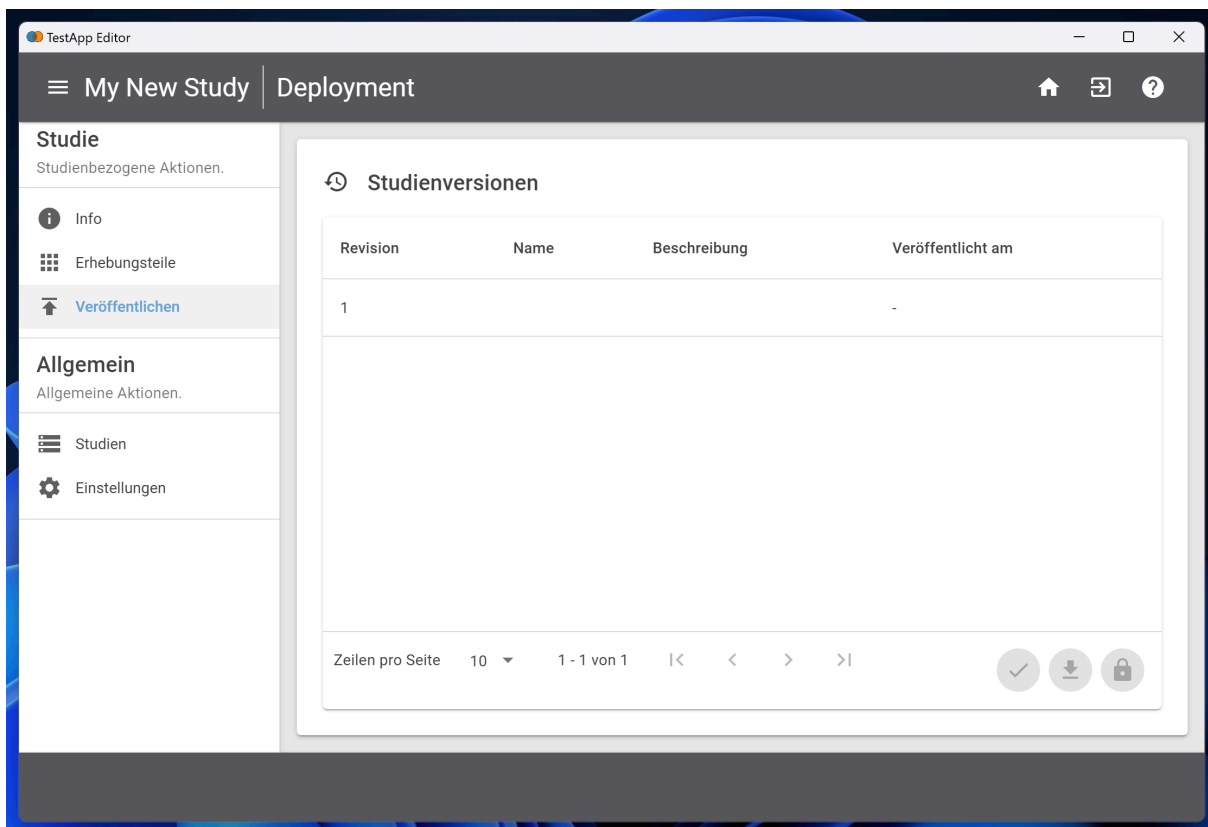 TestApp Editor
My New Study Deployment
Studie
Studienbezogene Aktionen.
Info
Erhebungsteile
Veröffentlichen
Allgemein
Allgemeine Aktionen.
Studien
Einstellungen
Studienversionen
Revision Name Beschreibung Veröffentlicht am
1 -
Zeilen pro Seite 10 1 - 1 von 1